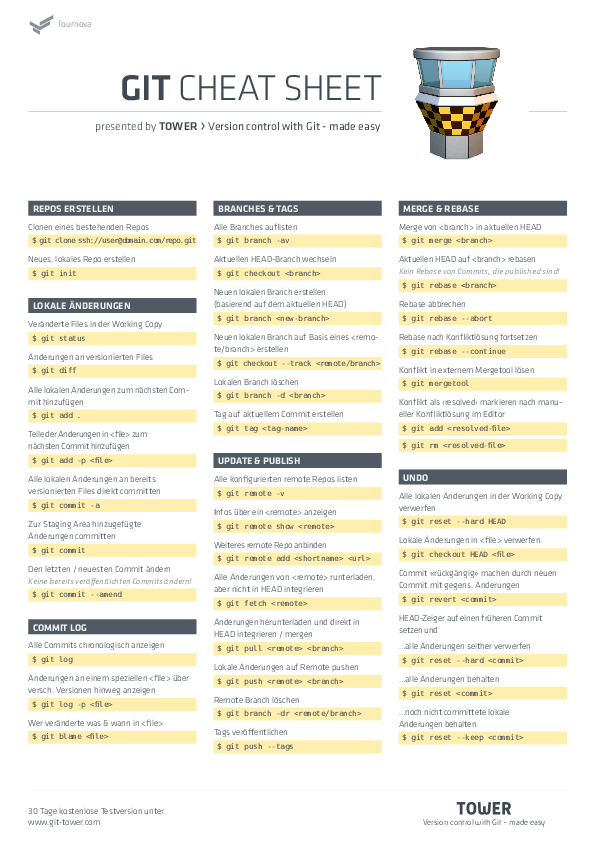 fournova
GIT CHEAT SHEET
presented by TOWER › Version control with Git - made easy
REPOS ERSTELLEN
Clonen eines bestehenden Repos
$ git clone ssh://user@domain.com/repo.git
Neues, lokales Repo erstellen
$ git init
LOKALE ÄNDERUNGEN
Veränderte Files in der Working Copy
$ git status
Änderungen an versionierten Files
$ git diff
Alle lokalen Änderungen zum nächsten Com-
mit hinzufügen
$ git add .
Teile der Änderungen in <file> zum
nächsten Commit hinzufügen
$ git add -p <file>
Alle lokalen Änderungen an bereits
versionierten Files direkt committen
$ git commit -a
Zur Staging Area hinzugefügte
Änderungen committen
$ git commit
Den letzten / neuesten Commit ändern
Keine bereits veröffentlichten Commits ändern!
$ git commit --amend
COMMIT LOG
Alle Commits chronologisch anzeigen
$ git log
Änderungen an einem speziellen <file> über
versch. Versionen hinweg anzeigen
$ git log -p <file>
Wer veränderte was & wann in <file>
$ git blame <file>
BRANCHES & TAGS
Alle Branches auflisten
$ git branch -av
Aktuellen HEAD-Branch wechseln
$ git checkout <branch>
Neuen lokalen Branch erstellen
(basierend auf dem aktuellen HEAD)
$ git branch <new-branch>
Neuen lokalen Branch auf Basis eines <remo-
te/branch> erstellen
$ git checkout --track <remote/branch>
Lokalen Branch löschen
$ git branch -d <branch>
Tag auf aktuellem Commit erstellen
$ git tag <tag-name>
UPDATE & PUBLISH
Alle konfigurierten remote Repos listen
$ git remote -v
Infos über ein <remote> anzeigen
$ git remote show <remote>
Weiteres remote Repo anbinden
$ git remote add <shortname> <url>
Alle Änderungen von <remote> runterladen,
aber nicht in HEAD integrieren
$ git fetch <remote>
Änderungen herunterladen und direkt in
HEAD integrieren / mergen
$ git pull <remote> <branch>
Lokale Änderungen auf Remote pushen
$ git push <remote> <branch>
Remote Branch löschen
$ git branch -dr <remote/branch>
Tags veröffentlichen
$ git push --tags
MERGE & REBASE
Merge von <branch> in aktuellen HEAD
$ git merge <branch>
Aktuellen HEAD auf <branch> rebasen
Kein Rebase von Commits, die published sind!
$ git rebase <branch>
Rebase abbrechen
$ git rebase --abort
Rebase nach Konfliktlösung fortsetzen
$ git rebase --continue
Konflikt in externem Mergetool lösen
$ git mergetool
Konflikt als «resolved» markieren nach manu-
eller Konfliktlösung im Editor
$ git add <resolved-file>
$ git rm <resolved-file>
UNDO
Alle lokalen Änderungen in der Working Copy
verwerfen
$ git reset --hard HEAD
Lokale Änderungen in <file> verwerfen
$ git checkout HEAD <file>
Commit «rückgängig» machen durch neuen
Commit mit gegens. Änderungen
$ git revert <commit>
HEAD-Zeiger auf einen früheren Commit
setzen und
...alle Änderungen seither verwerfen
$ git reset --hard <commit>
...alle Änderungen behalten
$ git reset <commit>
...noch nicht committete lokale
Änderungen behalten
$ git reset --keep <commit>
30 Tage kostenlose Testversion unter
www.git-tower.com
TOWER
Version control with Git - made easy